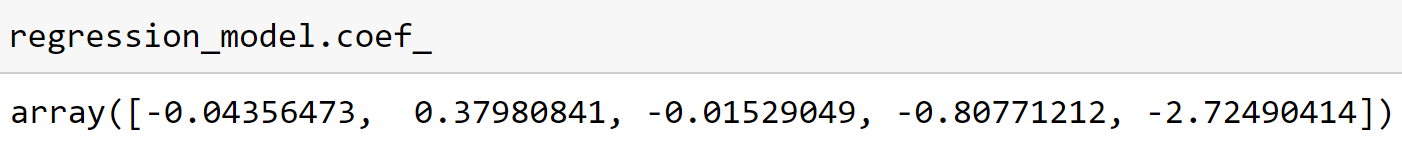 regression_model.coef_
array([-0.04356473,  0.37980841, -0.01529049, -0.80771212, -2.72490414])